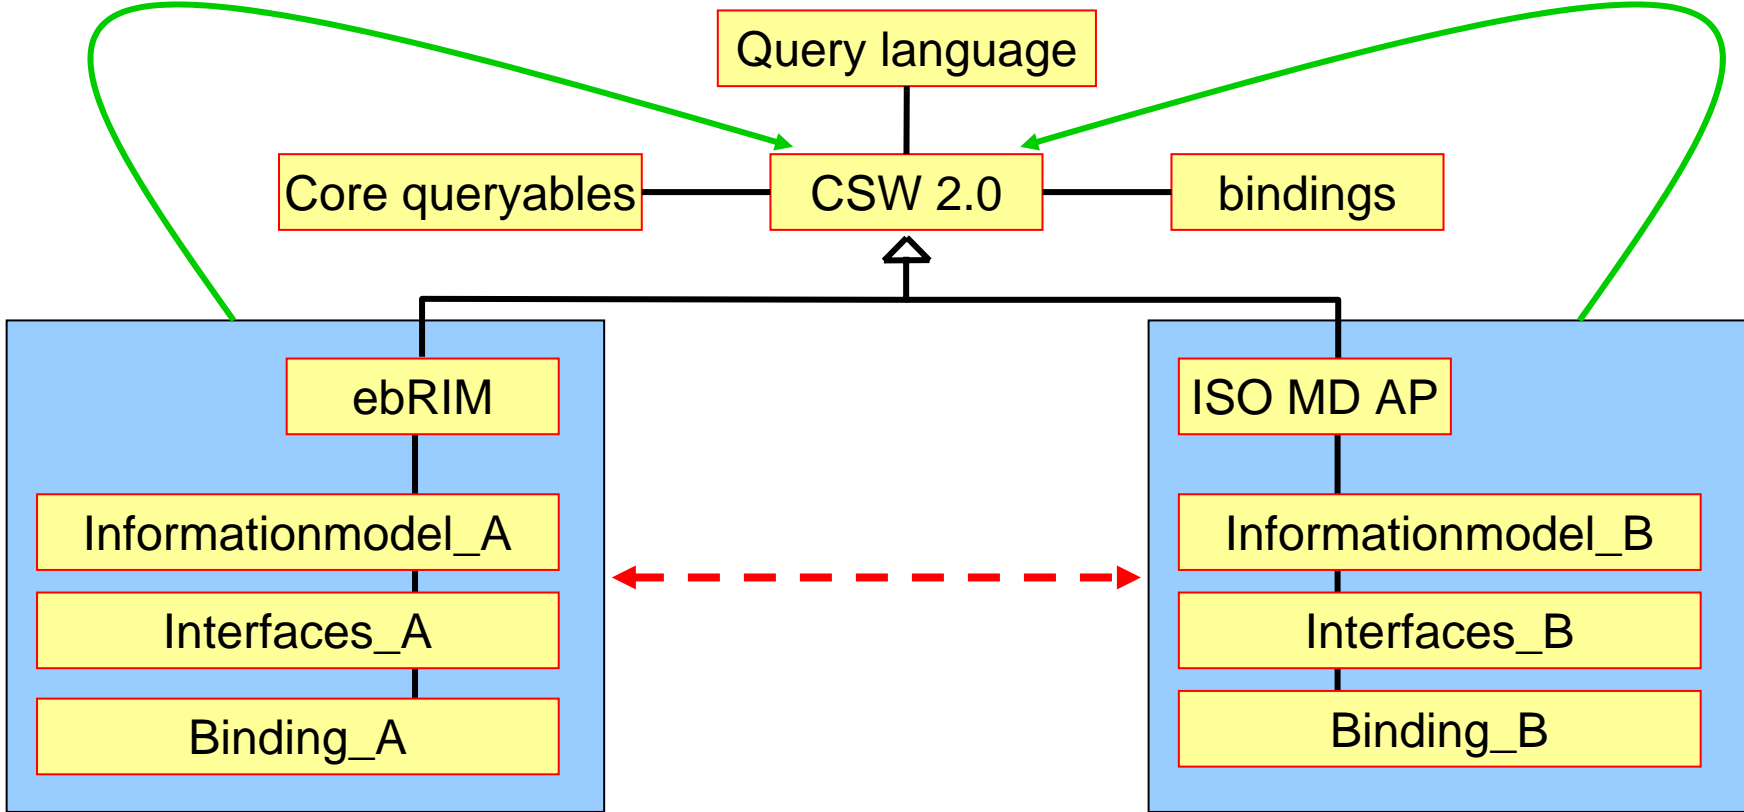 Query language
Core queryables
CSW 2.0
bindings
ebRIM
ISO MD AP
Informationmodel_A
Informationmodel_B
Interfaces_A
Interfaces_B
Binding_A
Binding_B